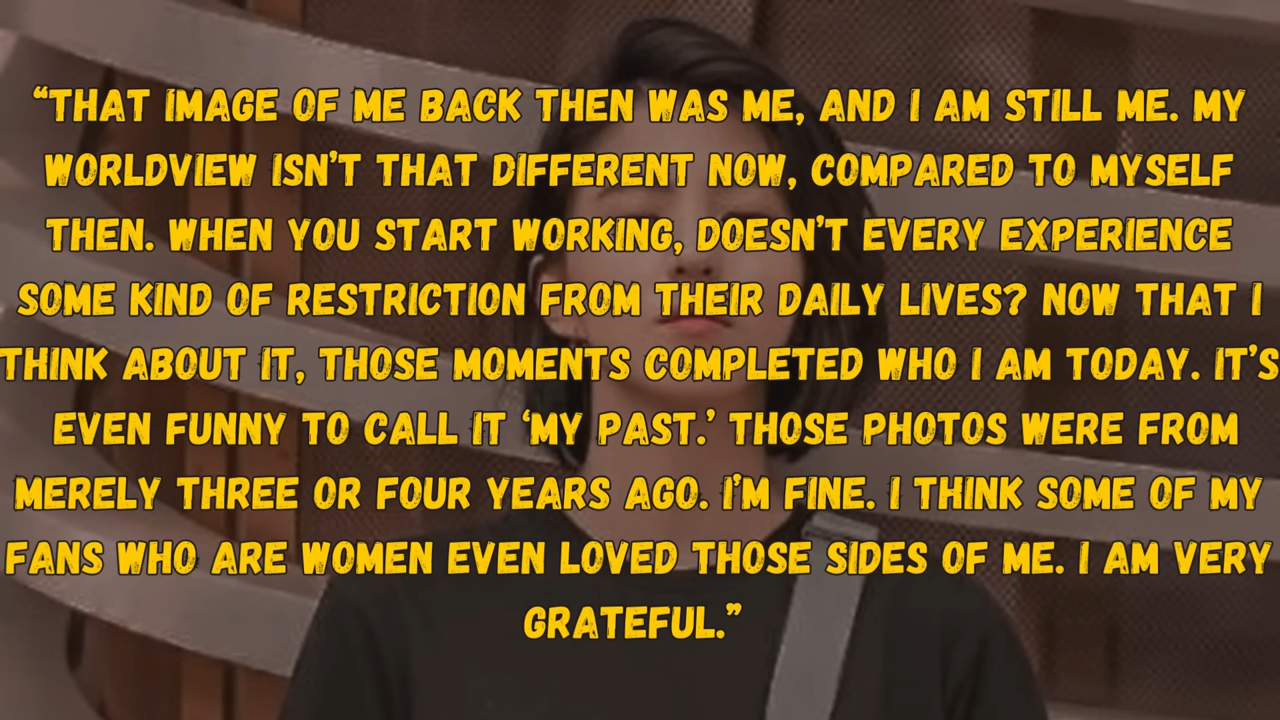 “THAT IMAGE OF ME BACK THEN WAS ME, AND I AM STILL ME. MY
WORLDVIEW ISN’T THAT DIFFERENT NOW, COMPARED TO MYSELF
THEN. WHEN YOU START WORKING, DOESN’T EVERY EXPERIENCE
SOME KIND OF RESTRICTION FROM THEIR DAILY LIVES? NOW THAT I
THINK ABOUT IT, THOSE MOMENTS COMPLETED WHO I AM TODAY. IT’S
EVEN FUNNY TO CALL IT ‘MY PAST.’ THOSE PHOTOS WERE FROM
MERELY THREE OR FOUR YEARS AGO. I’M FINE. I THINK SOME OF MY
FANS WHO ARE WOMEN EVEN LOVED THOSE SIDES OF ME. I AM VERY
GRATEFUL.”